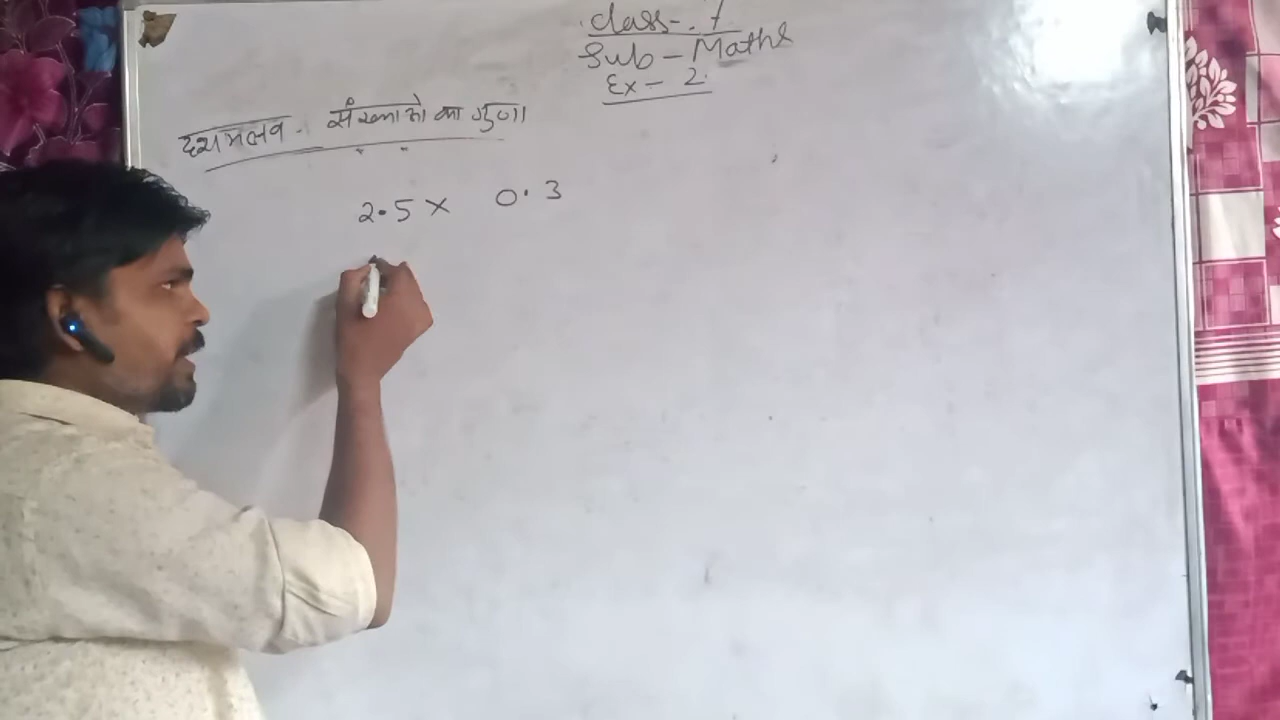 Class-. 7
Sub - Maths
Ex - 2.
दशमलव - संख्याओ का गुणा
2.5 × 0.3